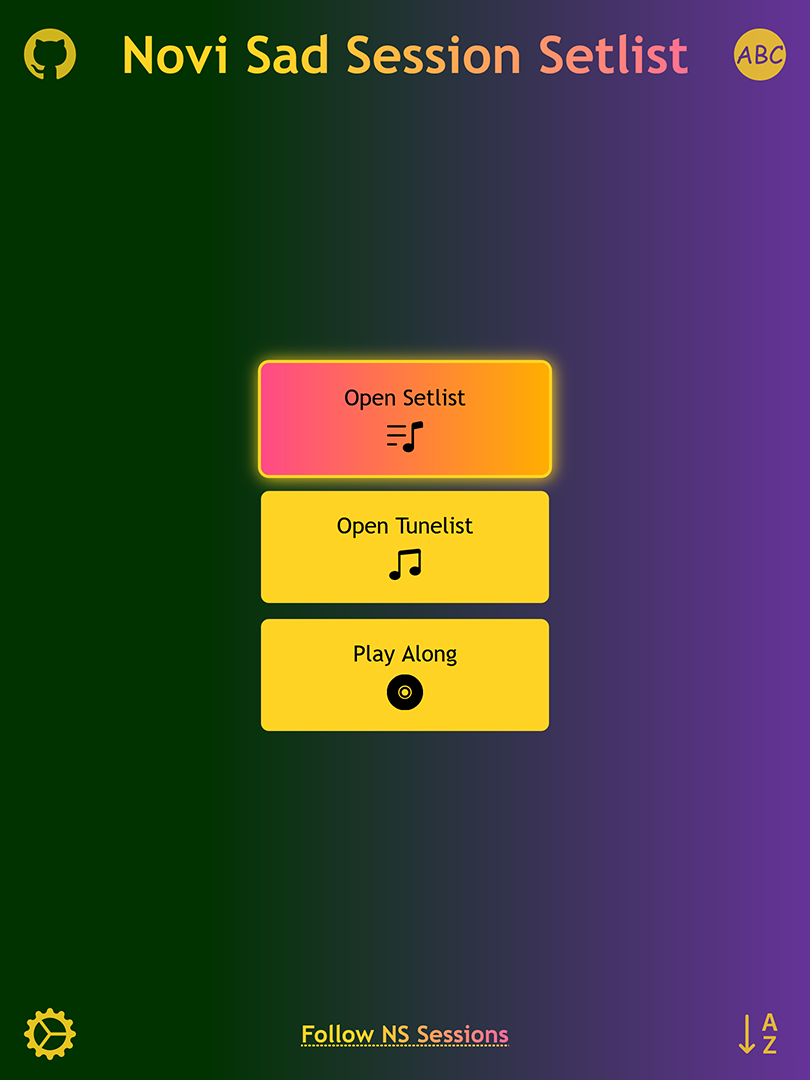 Novi Sad Session Setlist
ABC
Open Setlist
Open Tunelist
Play Along
Follow NS Sessions
A
Z